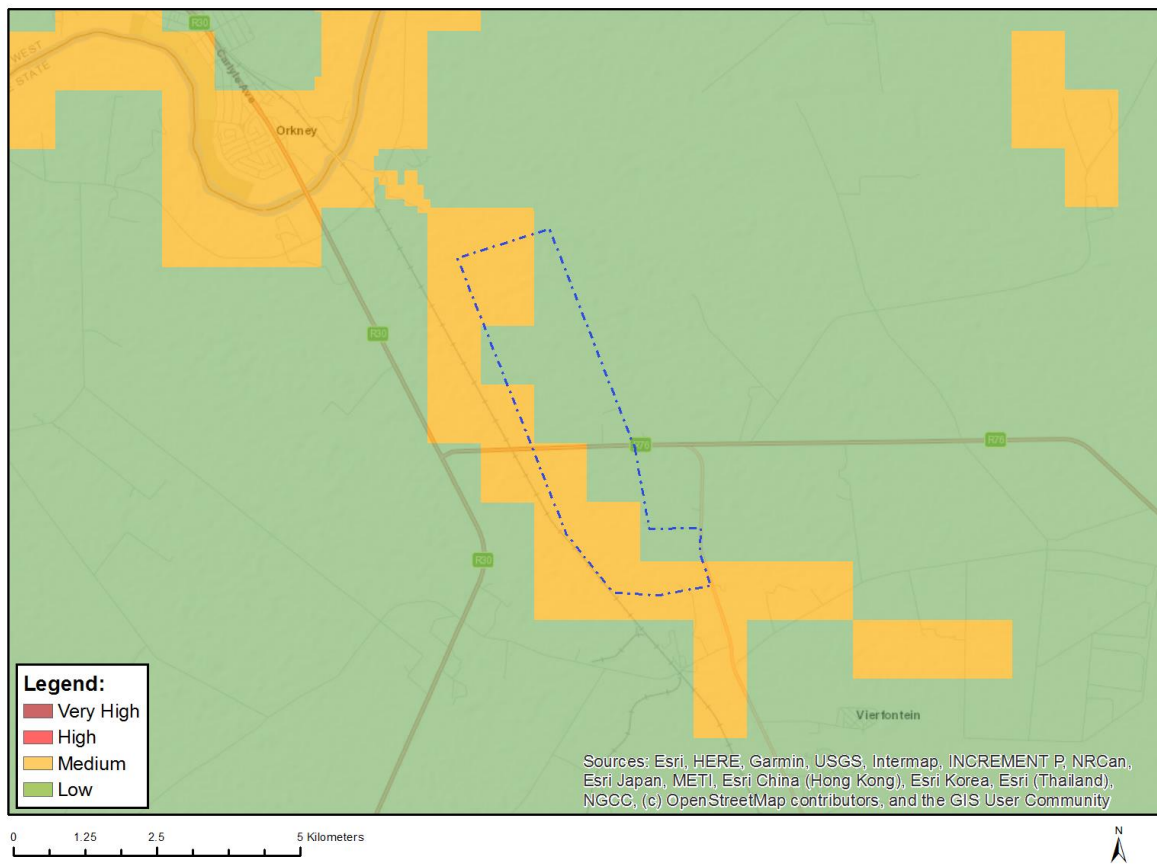 R30
Carlyle Ave
WEST
STATE
Orkney
R30
R76
R76
R30
Vierfontein
Legend:
Very High
High
Medium
Low
Sources: Esri, HERE, Garmin, USGS, Intermap, INCREMENT P, NRCan,
Esri Japan, METI, Esri China (Hong Kong), Esri Korea, Esri (Thailand),
NGCC, (c) OpenStreetMap contributors, and the GIS User Community
0 1.25 2.5 5 Kilometers
N